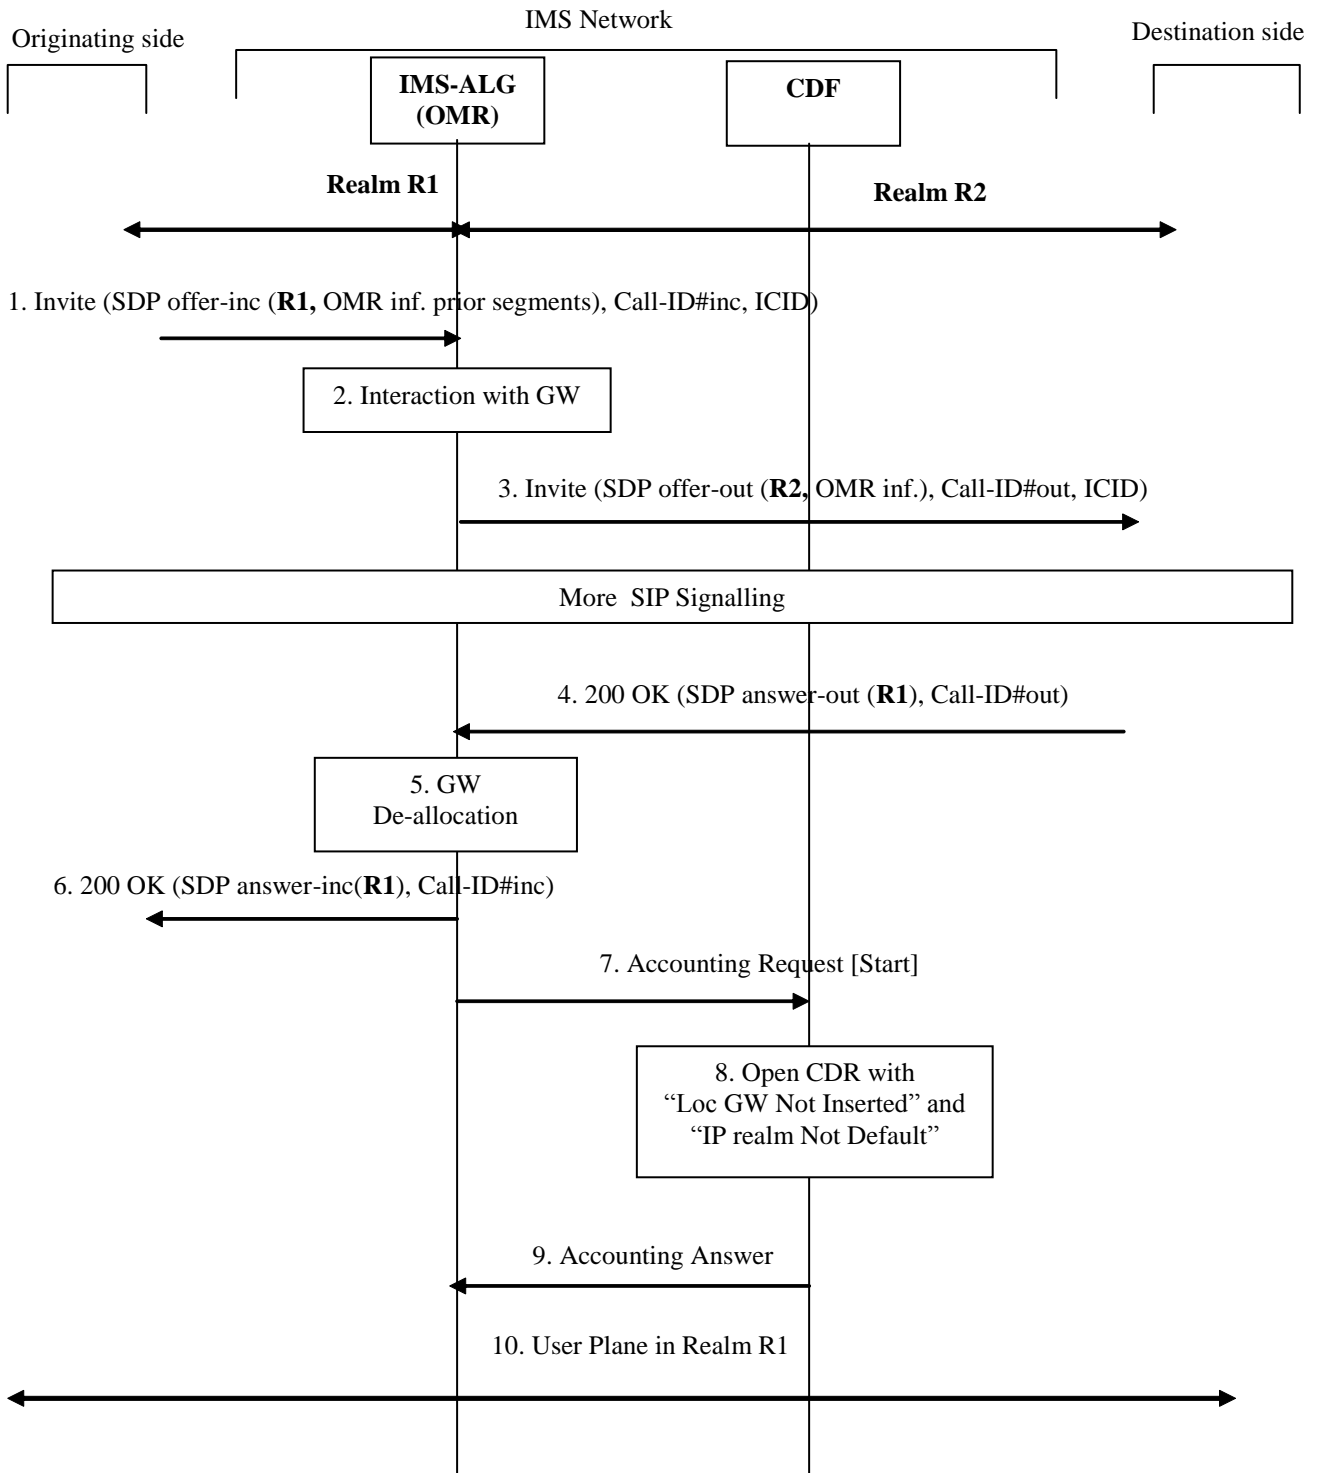 IMS Network
Originating side
Destination side
IMS-ALG
(OMR)
CDF
Realm R1
Realm R2
1. Invite (SDP offer-inc (R1, OMR inf. prior segments), Call-ID#inc, ICID)
2. Interaction with GW
3. Invite (SDP offer-out (R2, OMR inf.), Call-ID#out, ICID)
More SIP Signalling
4. 200 OK (SDP answer-out (R1), Call-ID#out)
5. GW
De-allocation
6. 200 OK (SDP answer-inc(R1), Call-ID#inc)
7. Accounting Request [Start]
8. Open CDR with
“Loc GW Not Inserted” and
“IP realm Not Default”
9. Accounting Answer
10. User Plane in Realm R1